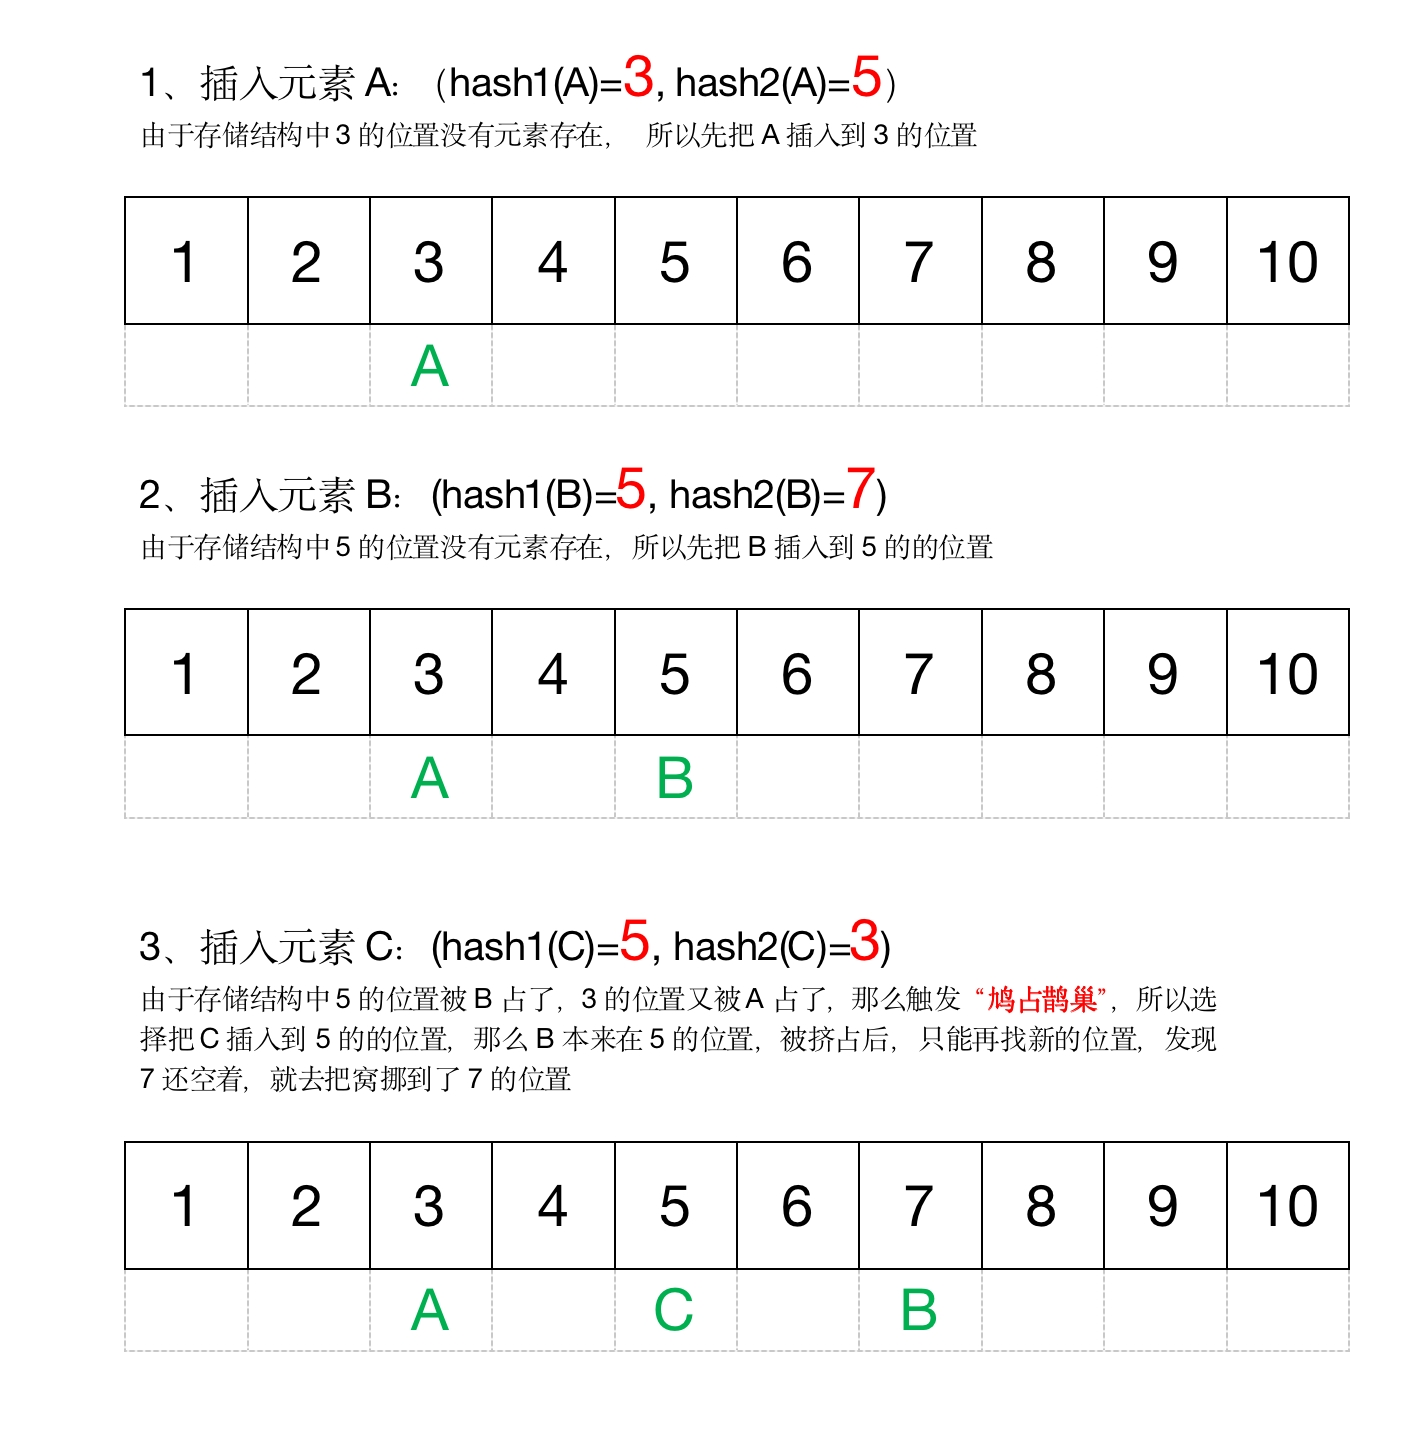 1、插入元素 A：（hash1(A)=3, hash2(A)=5）
由于存储结构中 3 的位置没有元素存在， 所以先把 A 插入到 3 的位置
1 2 3 4 5 6 7 8 9 10
A
2、插入元素 B：(hash1(B)=5, hash2(B)=7)
由于存储结构中 5 的位置没有元素存在，所以先把 B 插入到 5 的的位置
1 2 3 4 5 6 7 8 9 10
A B
3、插入元素 C：(hash1(C)=5, hash2(C)=3)
由于存储结构中 5 的位置被 B 占了，3 的位置又被 A 占了，那么触发“鸠占鹊巢”，所以选
择把 C 插入到 5 的的位置，那么 B 本来在 5 的位置，被挤占后，只能再找新的位置，发现
7 还空着，就去把窝挪到了 7 的位置
1 2 3 4 5 6 7 8 9 10
A C B